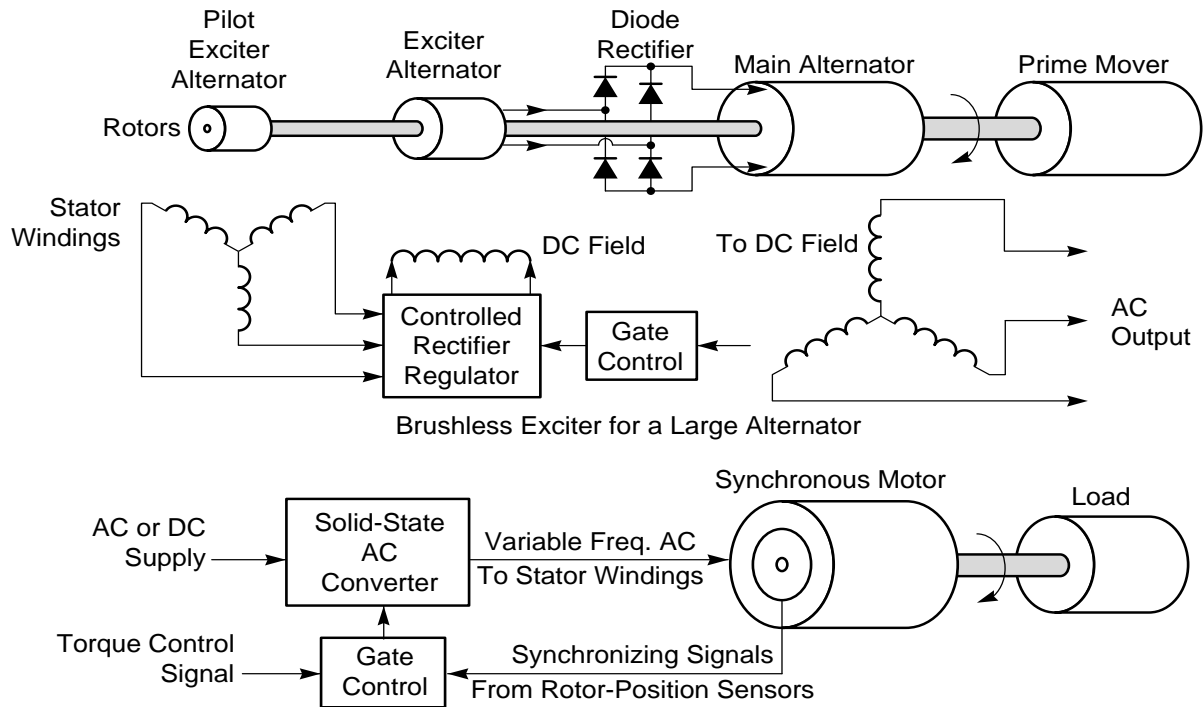 Pilot
Exciter
Alternator
Exciter
Alternator
Diode
Rectifier
Main Alternator
Prime Mover
Rotors
Stator
Windings
DC Field
To DC Field
Controlled
Rectifier
Regulator
Gate
Control
AC
Output
Brushless Exciter for a Large Alternator
Synchronous Motor
Load
AC or DC
Supply
Solid-State
AC
Converter
Variable Freq. AC
To Stator Windings
Torque Control
Signal
Gate
Control
Synchronizing Signals
From Rotor-Position Sensors